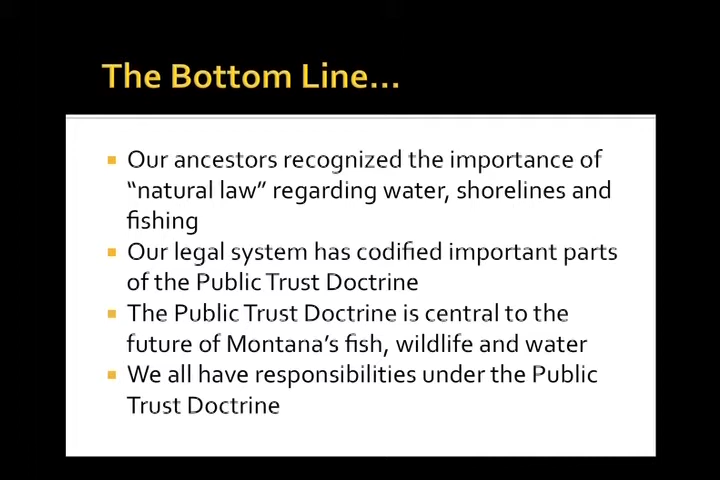 The Bottom Line...
▪ Our ancestors recognized the importance of
“natural law” regarding water, shorelines and
fishing
▪ Our legal system has codified important parts
of the Public Trust Doctrine
▪ The Public Trust Doctrine is central to the
future of Montana’s fish, wildlife and water
▪ We all have responsibilities under the Public
Trust Doctrine